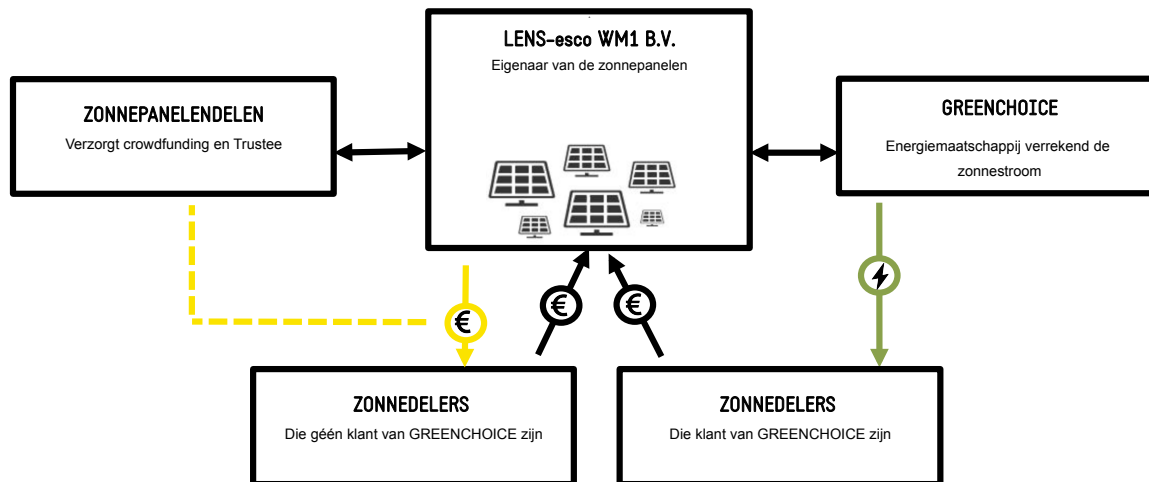 LENS-esco WM1 B.V.
Eigenaar van de zonnepanelen
ZONNEPANELENDELEN
Verzorgt crowdfunding en Trustee
GREENCHOICE
Energiemaatschappij verrekend de
zonnestroom
€
€
€
ZONNEDELERS
Die géén klant van GREENCHOICE zijn
ZONNEDELERS
Die klant van GREENCHOICE zijn